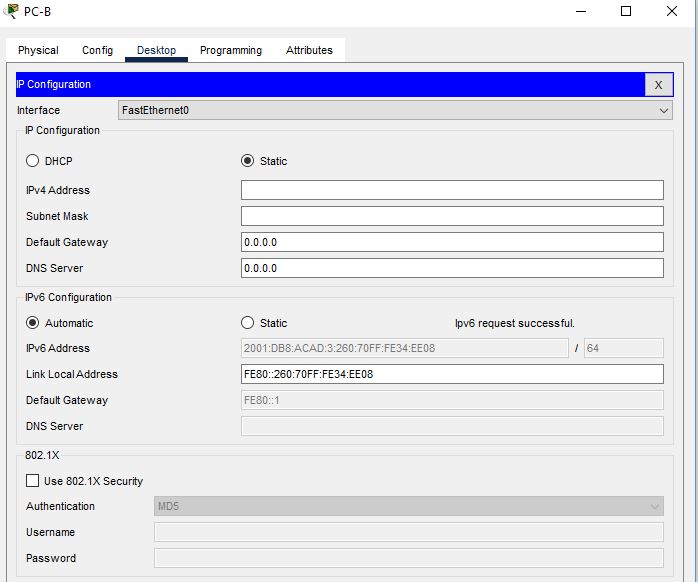 PC-B
Physical Config Desktop Programming Attributes
IP Configuration X
Interface FastEthernet0
IP Configuration
DHCP Static
IPv4 Address
Subnet Mask
Default Gateway 0.0.0.0
DNS Server 0.0.0.0
IPv6 Configuration
Automatic Static Ipv6 request successful.
IPv6 Address 2001:DB8:ACAD:3:260:70FF:FE34:EE08 / 64
Link Local Address FE80::260:70FF:FE34:EE08
Default Gateway FE80::1
DNS Server
802.1X
Use 802.1X Security
Authentication MD5
Username
Password